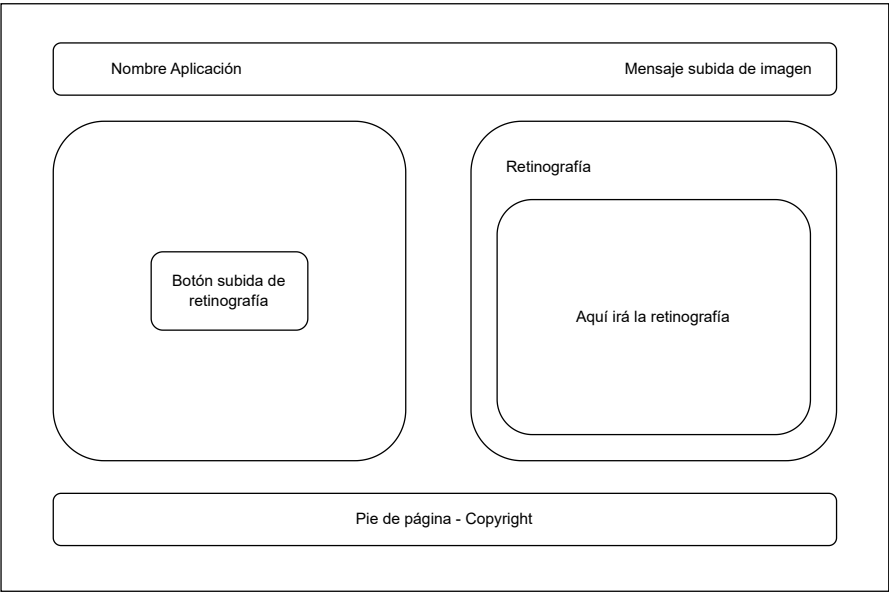 Nombre Aplicación
Mensaje subida de imagen
Botón subida de
retinografía
Retinografía
Aquí irá la retinografía
Pie de página - Copyright